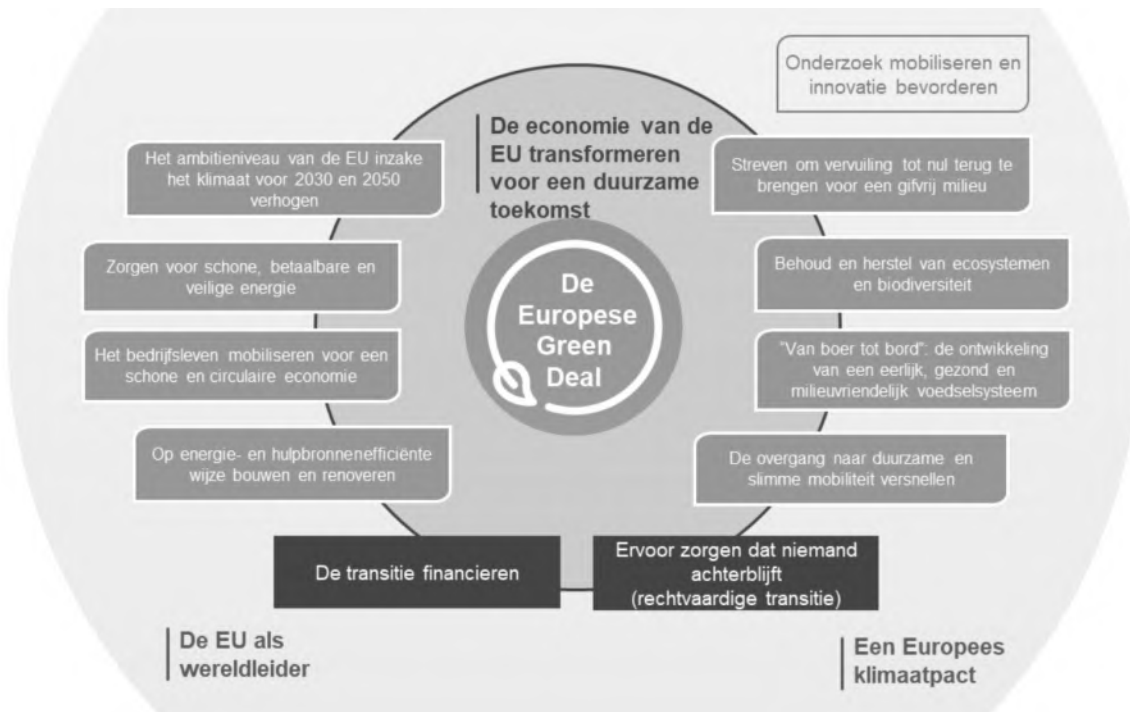 Onderzoek mobiliseren en
innovatie bevorderen
De economie van de
EU transformeren
voor een duurzame
toekomst
Het ambitieniveau van de EU inzake
het klimaat voor 2030 en 2050
verhogen
Streven om vervuiling tot nul terug te
brengen voor een gifvrij milieu
Zorgen voor schone, betaalbare en
veilige energie
Behoud en herstel van ecosystemen
en biodiversiteit
De
Europese
Green
Deal
Het bedrijfsleven mobiliseren voor een
schone en circulaire economie
"Van boer tot bord": de ontwikkeling
van een eerlijk, gezond en
milieuvriendelijk voedselsysteem
Op energie- en hulpbronnenefficiënte
wijze bouwen en renoveren
De overgang naar duurzame en
slimme mobiliteit versnellen
De transitie financieren
Ervoor zorgen dat niemand
achterblijft
(rechtvaardige transitie)
De EU als
wereldleider
Een Europees
klimaatpact